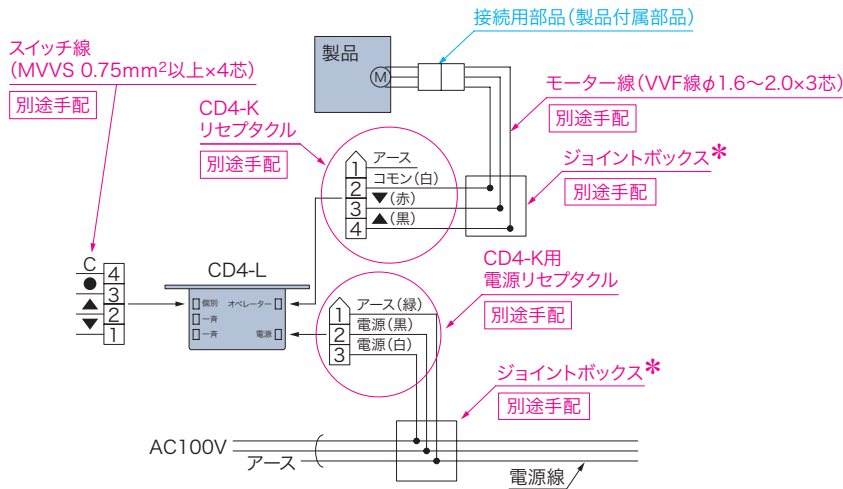 接続用部品(製品付属部品)
スイッチ線
(MVVS 0.75mm²以上×4芯)
別途手配
製品
M
モーター線(VVF線φ1.6〜2.0×3芯)
別途手配
CD4-K
リセプタクル
別途手配
ジョイントボックス*
別途手配
1 アース
2 コモン(白)
3 ▼(赤)
4 ▲(黒)
CD4-K用
電源リセプタクル
別途手配
C 4
● 3
▲ 2
▼ 1
CD4-L
個別 オペレーター
一斉
一斉 電源
1 アース(緑)
2 電源(黒)
3 電源(白)
ジョイントボックス*
別途手配
AC100V
アース
電源線